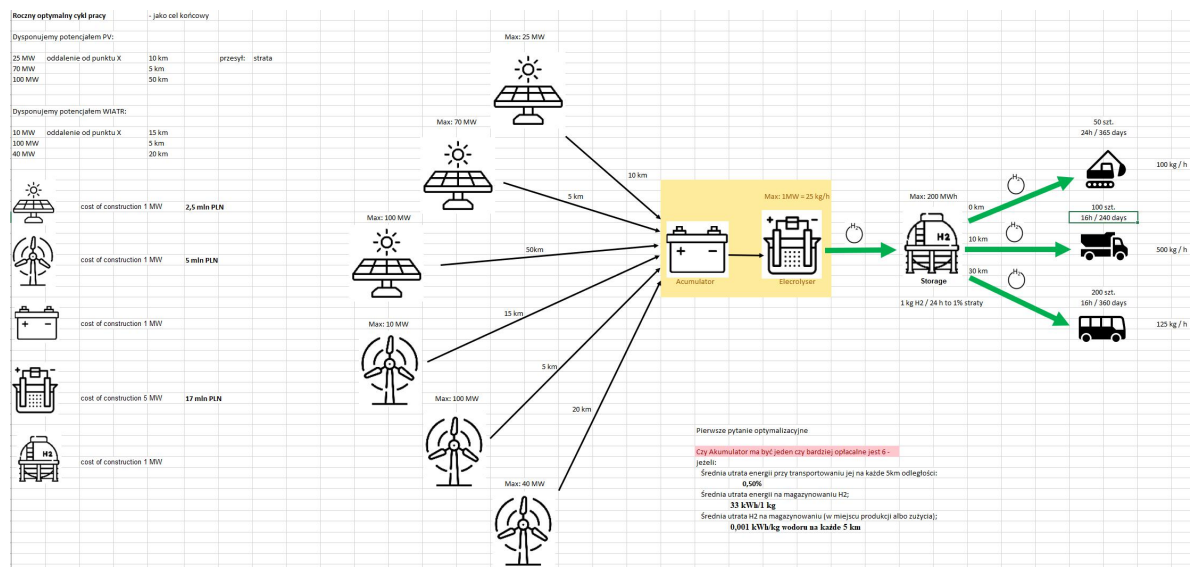 Roczny optymalny cykl pracy - jako cel końcowy
Dysponujemy potencjałem PV:
25 MW oddalenie od punktu X 10 km przesył: strata
70 MW 5 km
100 MW 50 km
Dysponujemy potencjałem WIATR:
10 MW oddalenie od punktu X 15 km
100 MW 5 km
40 MW 20 km
cost of construction 1 MW 2,5 mln PLN
cost of construction 1 MW 5 mln PLN
+ -
cost of construction 1 MW
+ -
cost of construction 5 MW 17 mln PLN
H2
cost of construction 1 MW
Max: 25 MW
Max: 70 MW
Max: 100 MW
Max: 10 MW
Max: 100 MW
Max: 40 MW
10 km
5 km
50km
15 km
5 km
20 km
Max: 1MW = 25 kg/h
+ -
+ -
Acumulator
Elecrolyser
H2
Max: 200 MWh
H2
Storage
1 kg H2 / 24 h to 1% straty
0 km
H2
10 km
H2
30 km
H2
50 szt.
24h / 365 days
100 kg / h
100 szt.
16h / 240 days
500 kg / h
200 szt.
16h / 360 days
125 kg / h
Pierwsze pytanie optymalizacyjne
Czy Akumulator ma być jeden czy bardziej opłacalne jest 6 -
jeżeli:
Średnia utrata energii przy transportowaniu jej na każde 5km odległości:
0,50%
Średnia utrata energii na magazynowaniu H2;
33 kWh/1 kg
Średnia utrata H2 na magazynowaniu (w miejscu produkcji albo zużycia);
0,001 kWh/kg wodoru na każde 5 km